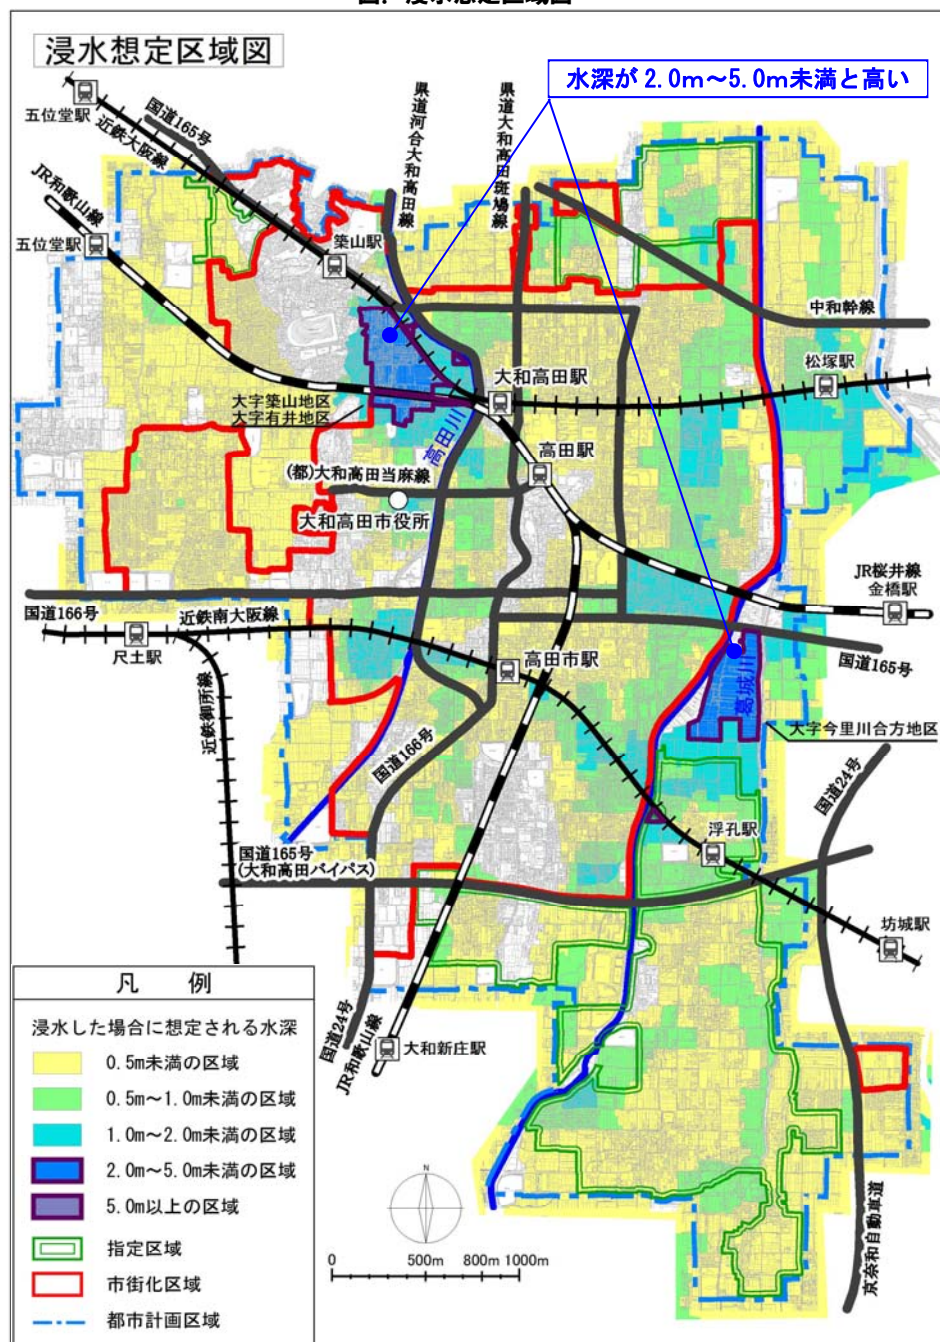 図. 浸水想定区域図
浸水想定区域図
水深が 2.0m～5.0m未満と高い
五位堂駅
国道165号
近鉄大阪線
県道河合大和高田線
県道大和高田斑鳩線
JR和歌山線
五位堂駅
築山駅
中和幹線
松塚駅
大和高田駅
大字築山地区
大字有井地区
高田川
高田駅
(都)大和高田当麻線
大和高田市役所
JR桜井線
金橋駅
国道166号
近鉄南大阪線
尺土駅
高田市駅
国道165号
近鉄御所線
葛城川
大字今里川合方地区
国道166号
国道24号
浮孔駅
国道165号
(大和高田バイパス)
坊城駅
国道24号
JR和歌山線
大和新庄駅
京奈和自動車道
凡 例
浸水した場合に想定される水深
0.5m未満の区域
0.5m～1.0m未満の区域
1.0m～2.0m未満の区域
2.0m～5.0m未満の区域
5.0m以上の区域
指定区域
市街化区域
都市計画区域
N
0 500m 800m 1000m